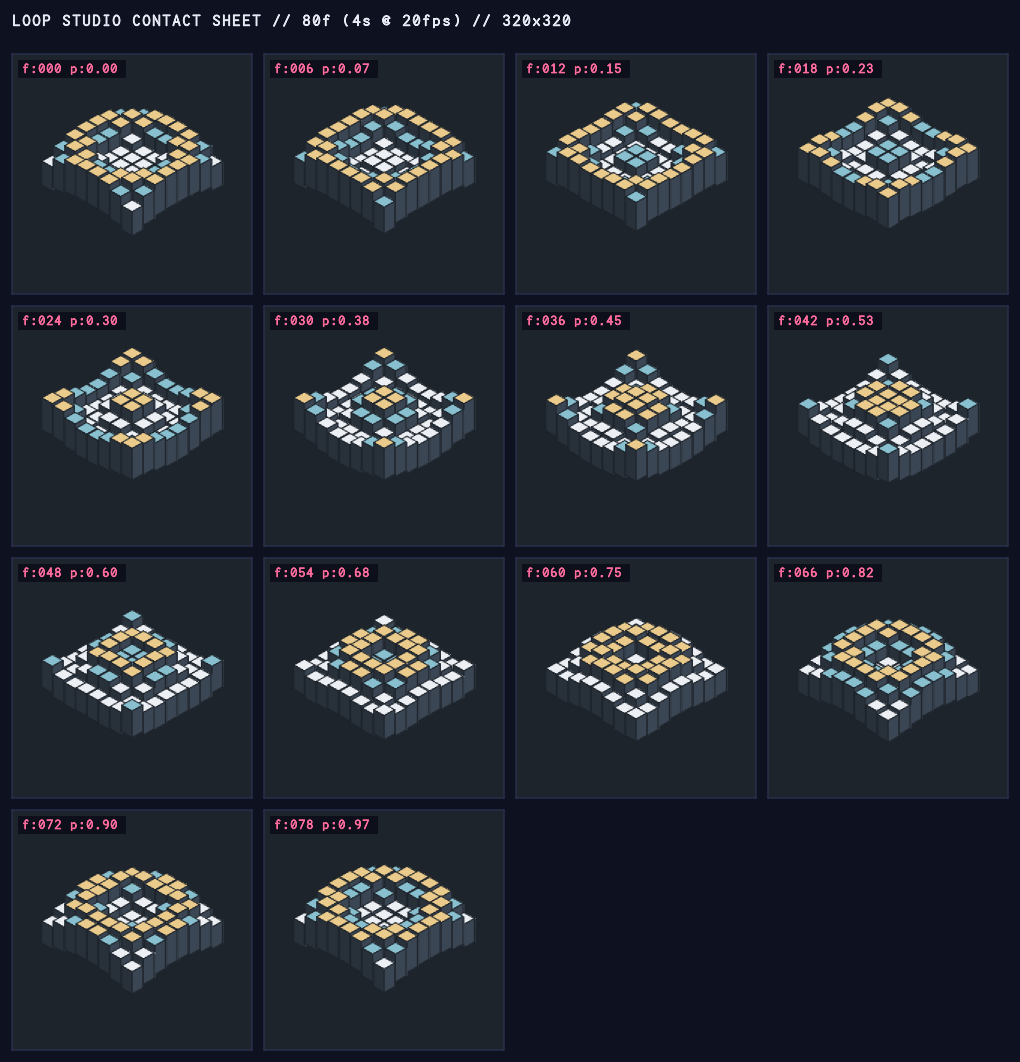 LOOP STUDIO CONTACT SHEET // 80f (4s @ 20fps) // 320x320
f:000 p:0.00
f:006 p:0.07
f:012 p:0.15
f:018 p:0.23
f:024 p:0.30
f:030 p:0.38
f:036 p:0.45
f:042 p:0.53
f:048 p:0.60
f:054 p:0.68
f:060 p:0.75
f:066 p:0.82
f:072 p:0.90
f:078 p:0.97